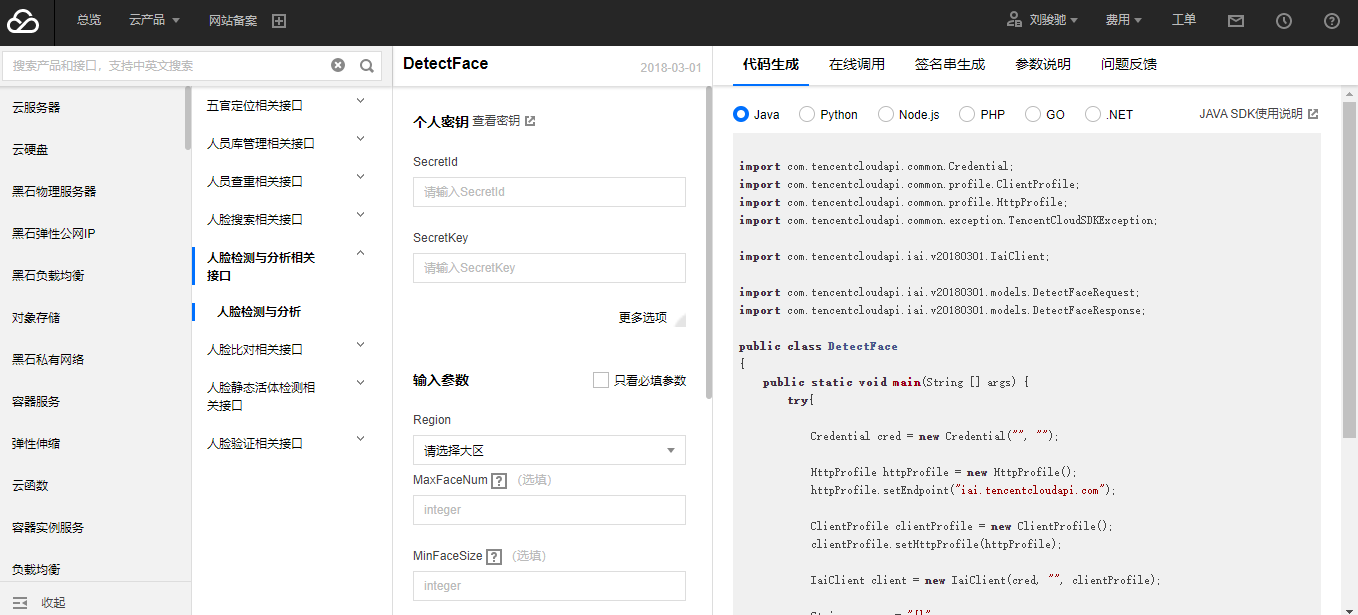 总览
云产品
网站备案
刘骏驰
费用
工单
搜索产品和接口，支持中英文搜索
云服务器
云硬盘
黑石物理服务器
黑石弹性公网IP
黑石负载均衡
对象存储
黑石私有网络
容器服务
弹性伸缩
云函数
容器实例服务
负载均衡
收起
五官定位相关接口
人员库管理相关接口
人员查重相关接口
人脸搜索相关接口
人脸检测与分析相关
接口
人脸检测与分析
人脸比对相关接口
人脸静态活体检测相
关接口
人脸验证相关接口
DetectFace
2018-03-01
个人密钥 查看密钥
SecretId
请输入SecretId
SecretKey
请输入SecretKey
更多选项
输入参数
只看必填参数
Region
请选择大区
MaxFaceNum ? (选填)
integer
MinFaceSize ? (选填)
integer
代码生成
在线调用
签名串生成
参数说明
问题反馈
Java
Python
Node.js
PHP
GO
.NET
JAVA SDK使用说明
import com.tencentcloudapi.common.Credential;
import com.tencentcloudapi.common.profile.ClientProfile;
import com.tencentcloudapi.common.profile.HttpProfile;
import com.tencentcloudapi.common.exception.TencentCloudSDKException;
import com.tencentcloudapi.iai.v20180301.IaiClient;
import com.tencentcloudapi.iai.v20180301.models.DetectFaceRequest;
import com.tencentcloudapi.iai.v20180301.models.DetectFaceResponse;
public class DetectFace
{
public static void main(String [] args) {
try{
Credential cred = new Credential("", "");
HttpProfile httpProfile = new HttpProfile();
httpProfile.setEndpoint("iai.tencentcloudapi.com");
ClientProfile clientProfile = new ClientProfile();
clientProfile.setHttpProfile(httpProfile);
IaiClient client = new IaiClient(cred, "", clientProfile);